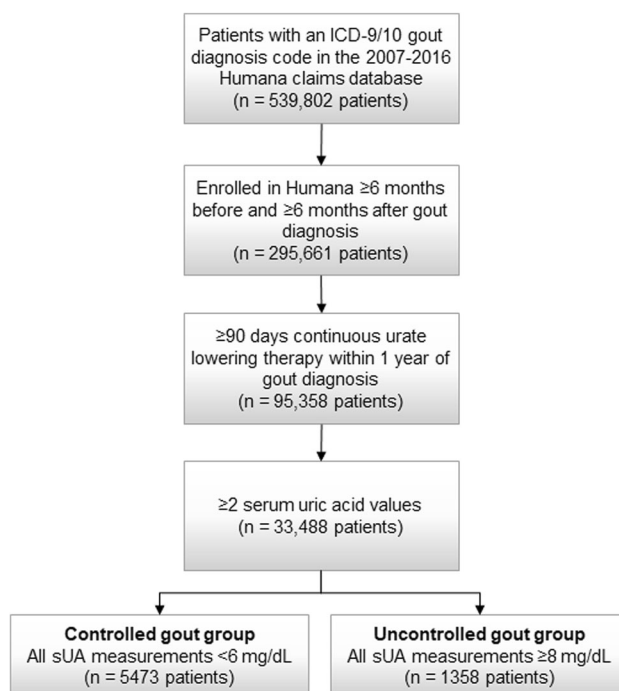 Patients with an ICD-9/10 gout
diagnosis code in the 2007-2016
Humana claims database
(n = 539,802 patients)
Enrolled in Humana ≥6 months
before and ≥6 months after gout
diagnosis
(n = 295,661 patients)
≥90 days continuous urate
lowering therapy within 1 year of
gout diagnosis
(n = 95,358 patients)
≥2 serum uric acid values
(n = 33,488 patients)
Controlled gout group
All sUA measurements <6 mg/dL
(n = 5473 patients)
Uncontrolled gout group
All sUA measurements ≥8 mg/dL
(n = 1358 patients)